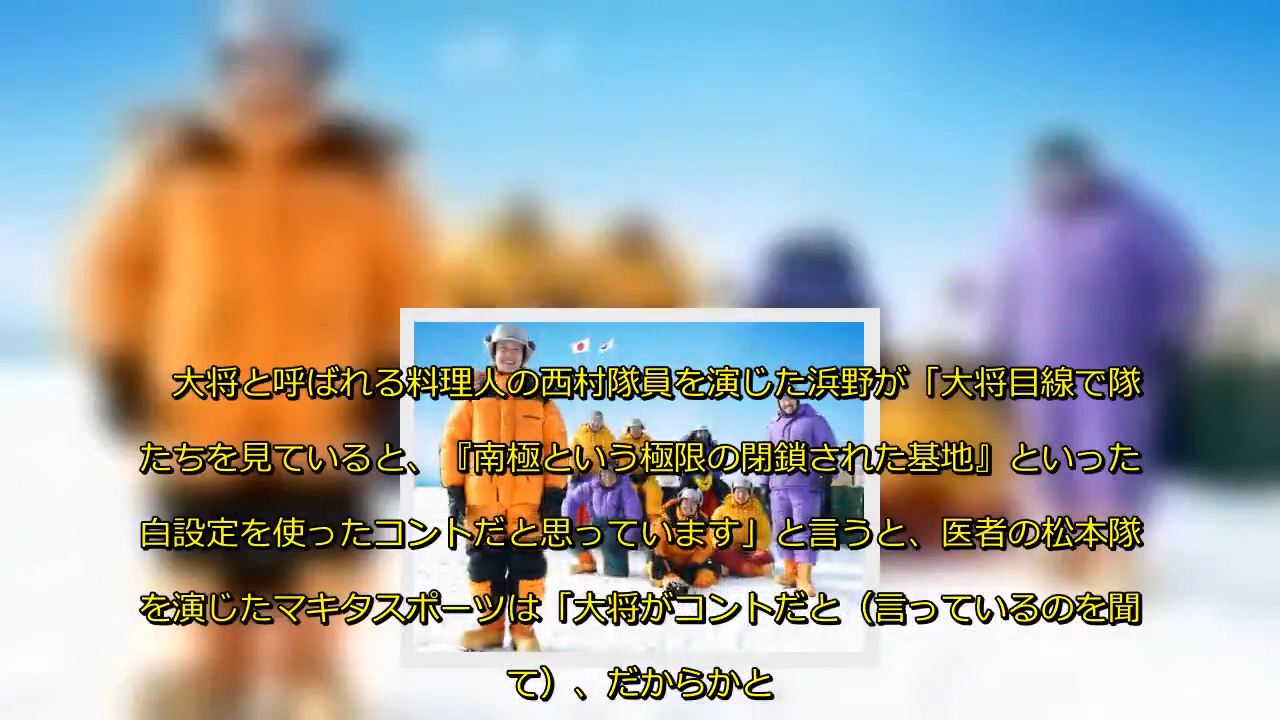 大将と呼ばれる料理人の西村隊員を演じた浜野が「大将目線で隊
たちを見ていると、『南極という極限の閉鎖された基地』といった
白設定を使ったコントだと思っています」と言うと、医者の松本隊
を演じたマキタスポーツは「大将がコントだと（言っているのを聞
て）、だからかと